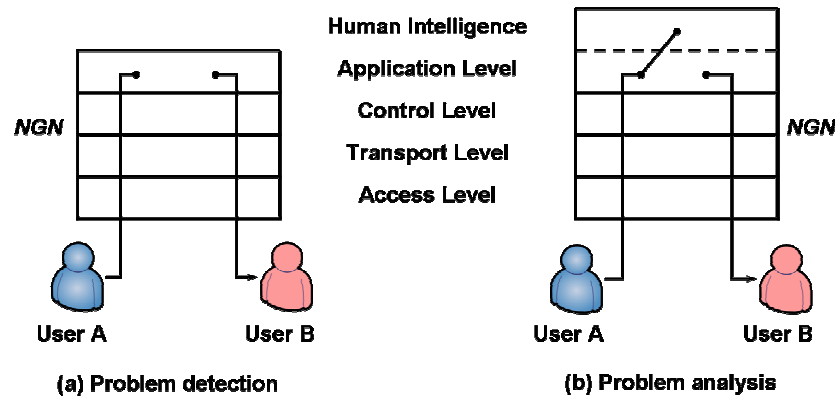 Human Intelligence
Application Level
Control Level
Transport Level
Access Level
NGN
User A
User B
(a) Problem detection
NGN
User A
User B
(b) Problem analysis